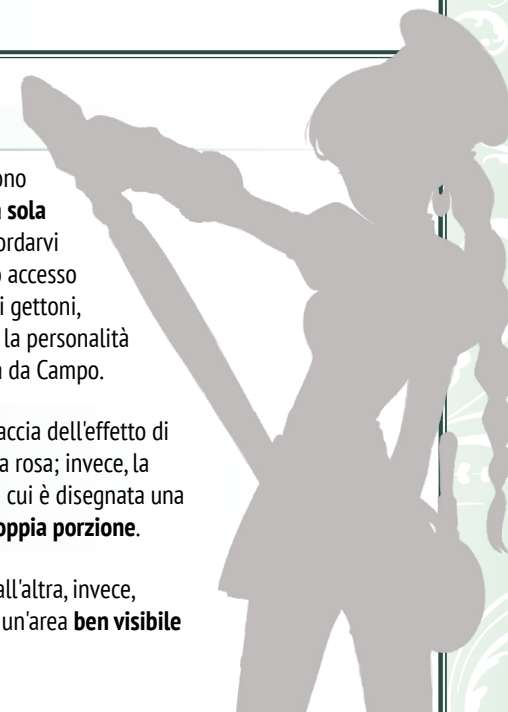 sola
ordarvi
accesso
i gettoni,
la personalità
da Campo.
accia dell'effetto di
a rosa; invece, la
cui è disegnata una
oppia porzione.
all'altra, invece,
un'area ben visibile